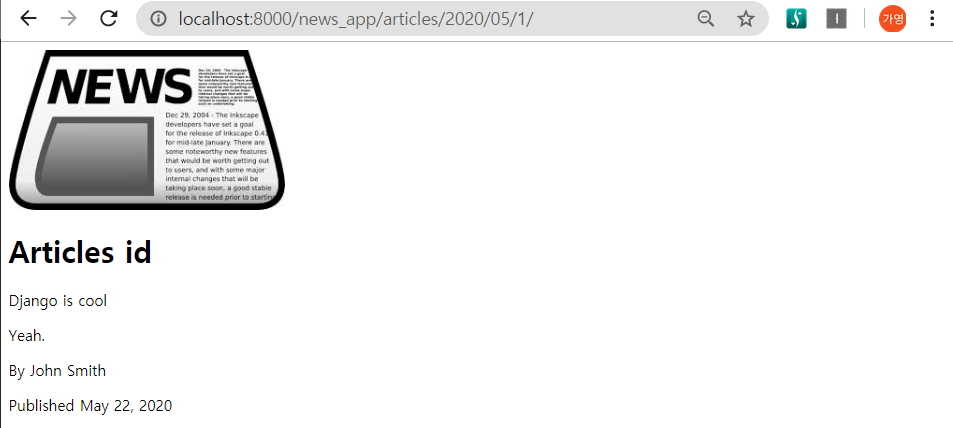 localhost:8000/news_app/articles/2020/05/1/
가영
NEWS
Dec 29, 2004 - The Inkscape
developers have set a goal
for the release of Inkscape 0.4
for mid-late January. There are
some noteworthy new features
that would be worth getting out
to users, and with some major
internal changes that will be
taking place soon, a good stable
release is needed prior to starting
Articles id
Django is cool
Yeah.
By John Smith
Published May 22, 2020